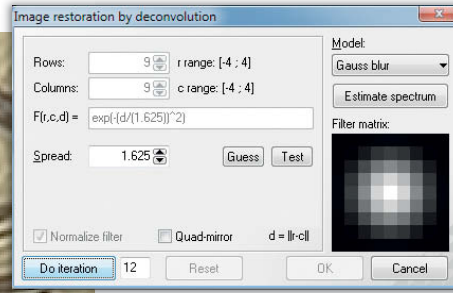 Image restoration by deconvolution
Rows: 9 r range: [-4 ; 4]
Columns: 9 c range: [-4 ; 4]
F(r,c,d) = exp(-(d/(1.625))^2)
Spread: 1.625 Guess Test
Normalize filter Quad-mirror d = ||r-c||
Model:
Gauss blur
Estimate spectrum
Filter matrix:
Do iteration 12 Reset OK Cancel